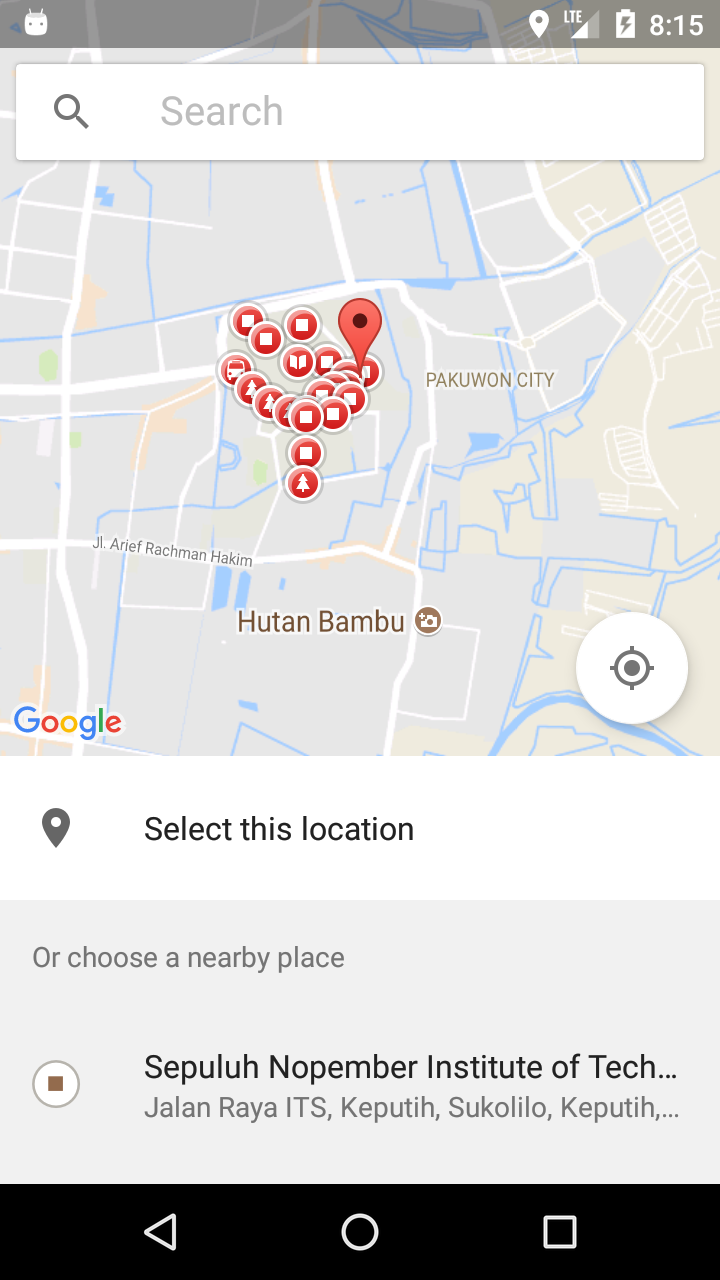 LTE 8:15
Search
PAKUWON CITY
Jl. Arief Rachman Hakim
Hutan Bambu
Google
Select this location
Or choose a nearby place
Sepuluh Nopember Institute of Tech...
Jalan Raya ITS, Keputih, Sukolilo, Keputih,...